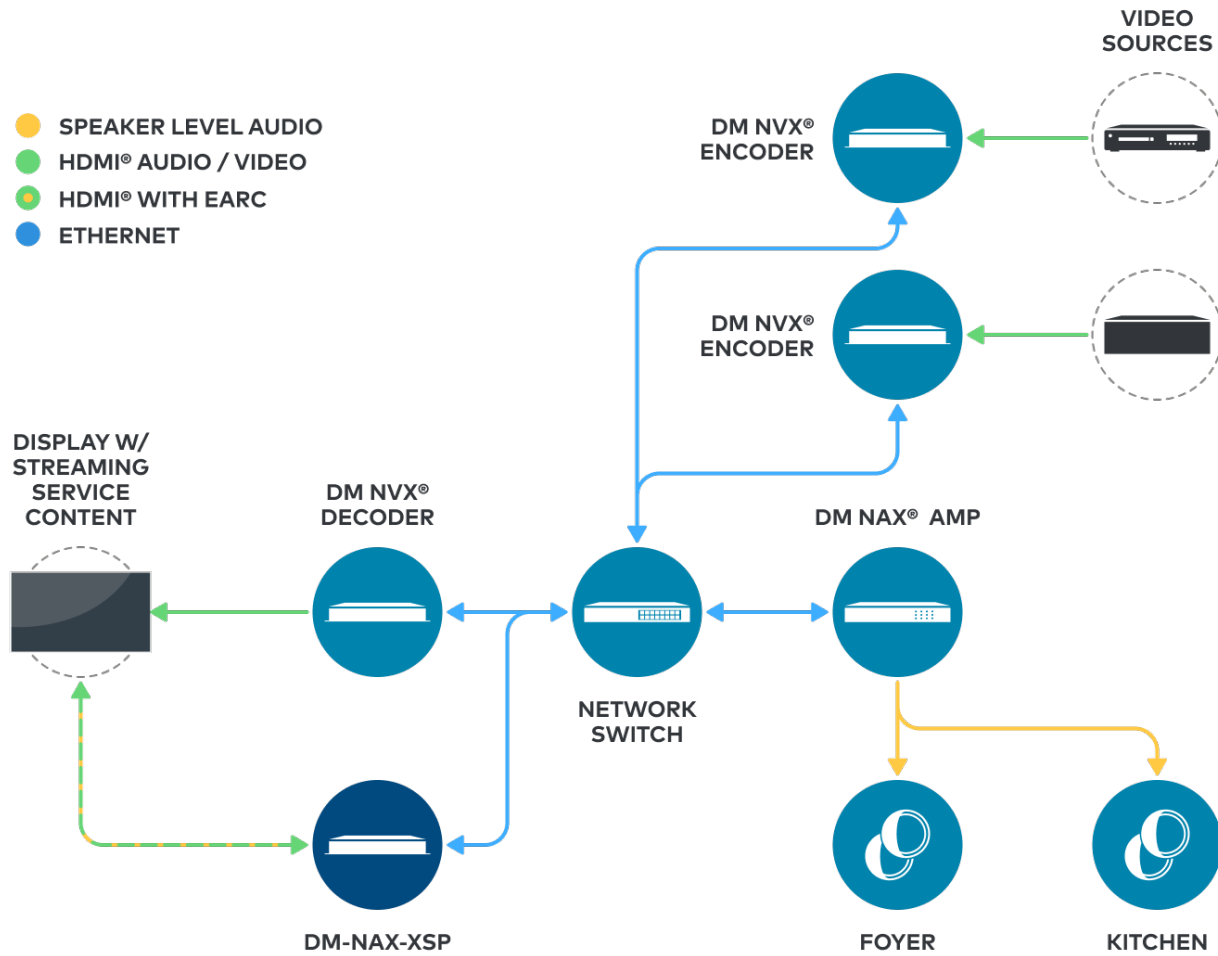 VIDEO
SOURCES
SPEAKER LEVEL AUDIO
HDMI® AUDIO / VIDEO
HDMI® WITH EARC
ETHERNET
DM NVX®
ENCODER
DM NVX®
ENCODER
DISPLAY W/
STREAMING
SERVICE
CONTENT
DM NVX®
DECODER
DM NAX® AMP
NETWORK
SWITCH
DM-NAX-XSP
FOYER
KITCHEN